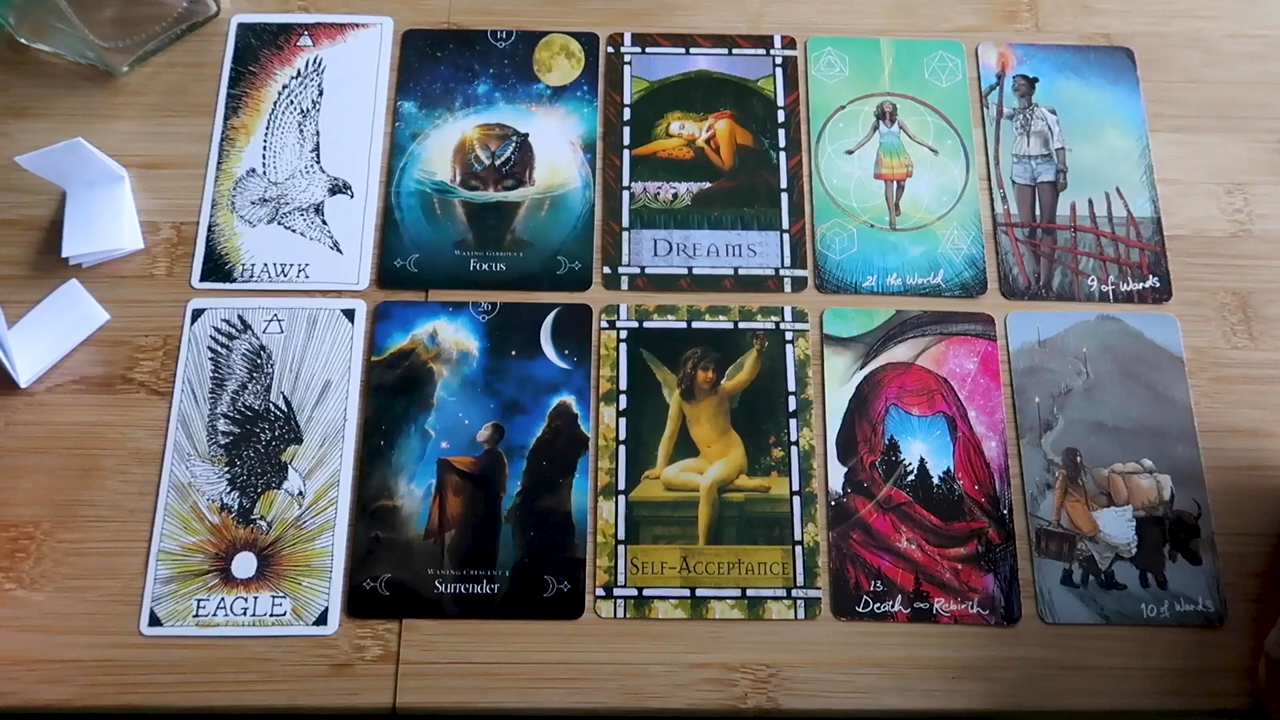 HAWK
14
WAXING GIBBOUS
Focus
DREAMS
21 the World
9 of Wands
EAGLE
26
WANING CRESCENT
Surrender
SELF-ACCEPTANCE
13.
Death ∞ Rebirth
10 of Wands